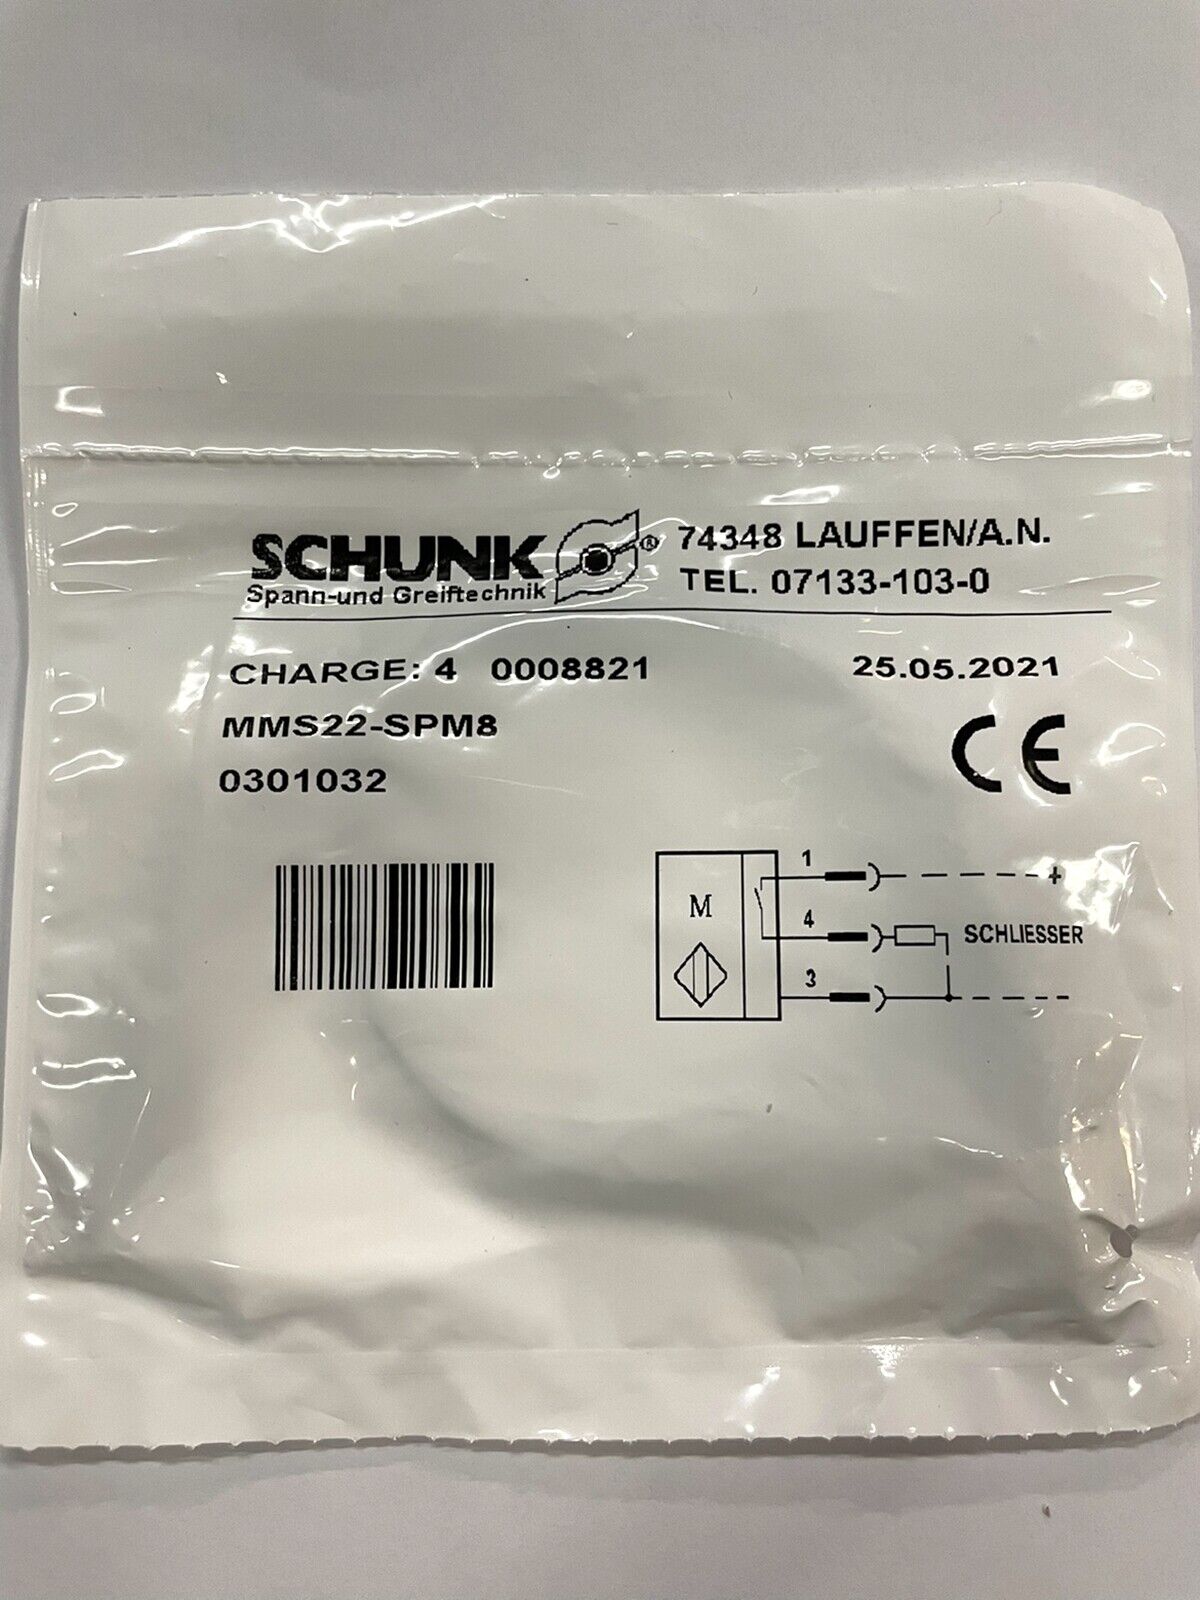 SCHUNK ® 74348 LAUFFEN/A.N.
Spann-und Greiftechnik TEL. 07133-103-0
CHARGE: 4 0008821 25.05.2021
MMS22-SPM8
0301032
CE
1 +
M 4 SCHLIESSER
3